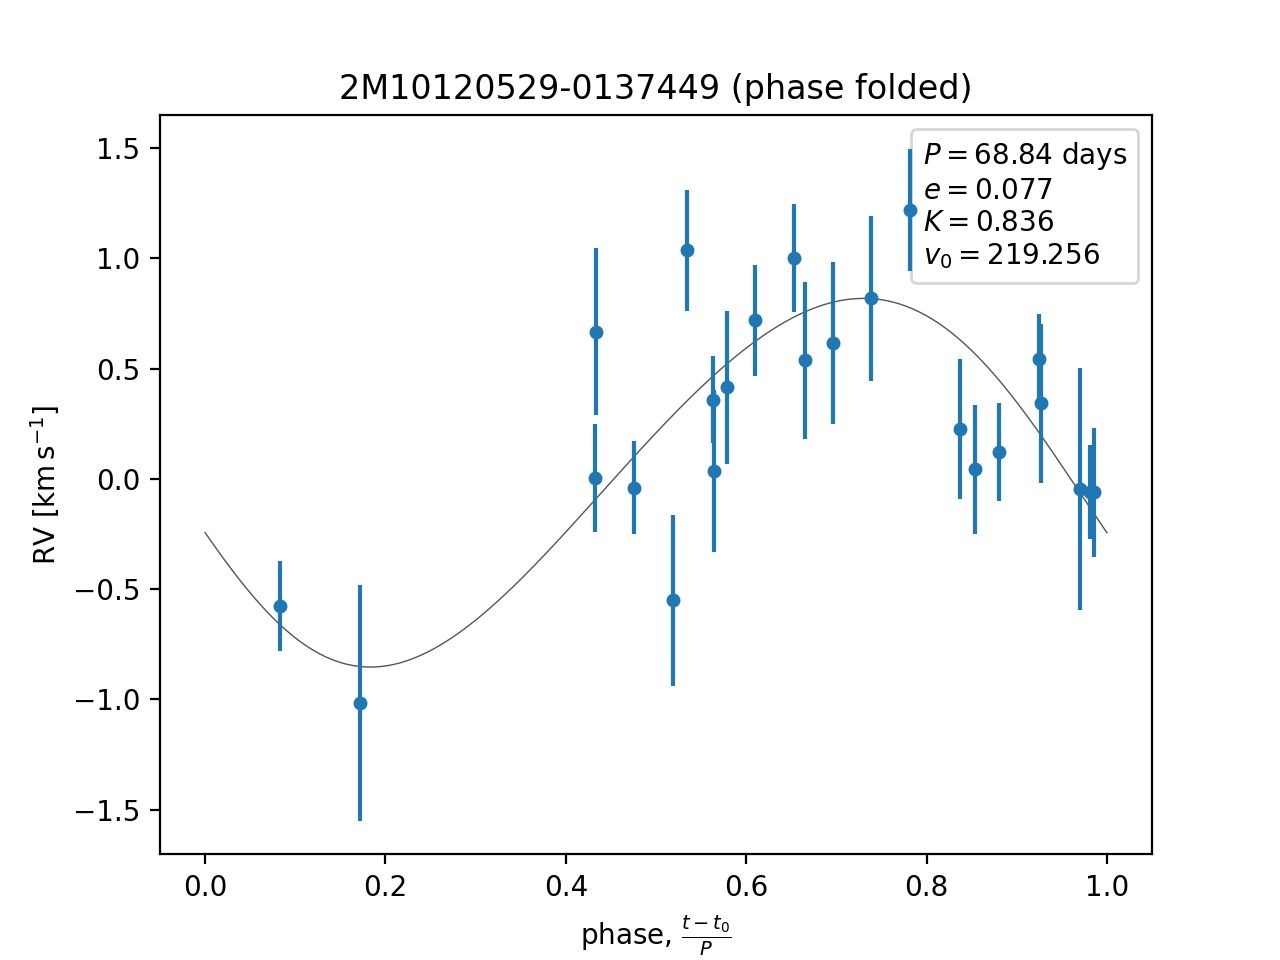 2M10120529-0137449 (phase folded)
P = 68.84 days
e = 0.077
K = 0.836
v₀ = 219.256
RV [km s⁻¹]
1.5
1.0
0.5
0.0
−0.5
−1.0
−1.5
0.0 0.2 0.4 0.6 0.8 1.0
phase, (t − t₀)/P